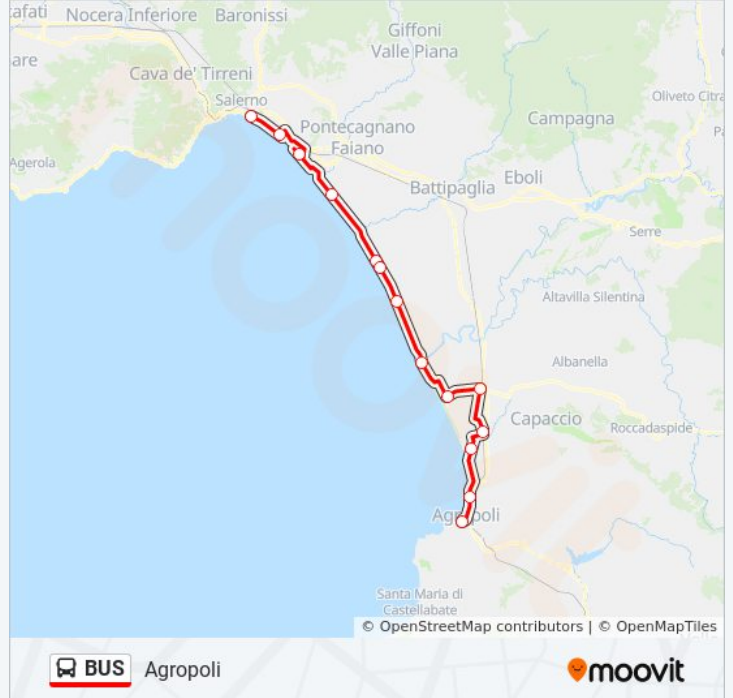 afati
Nocera Inferiore
Baronissi
Giffoni
Valle Piana
are
Cava de' Tirreni
Salerno
Oliveto Citra
Campagna
Pontecagnano
Faiano
Agerola
Battipaglia
Eboli
Serre
Altavilla Silentina
Albanella
Capaccio
Roccadaspide
Agropoli
Santa Maria di
Castellabate
© OpenStreetMap contributors | © OpenMapTiles
BUS Agropoli
moovit